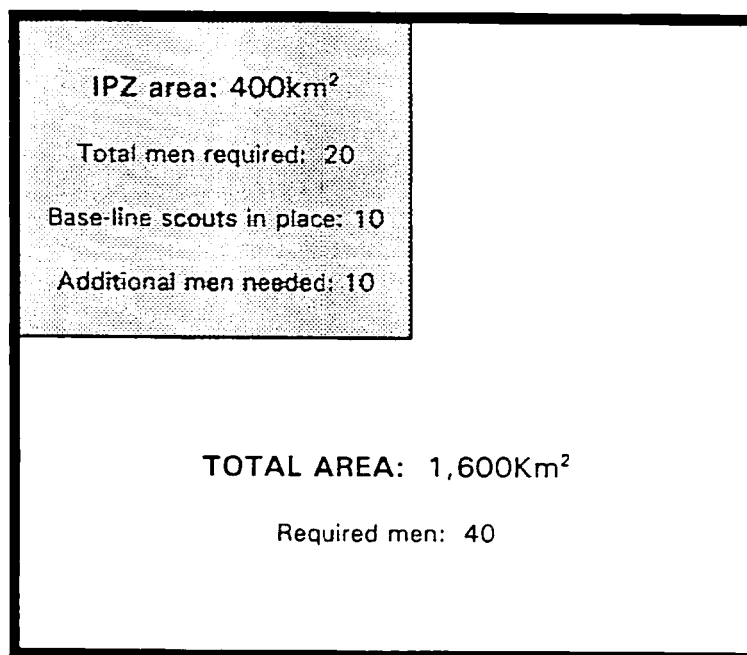 IPZ area: 400km²
Total men required: 20
Base-line scouts in place: 10
Additional men needed: 10
TOTAL AREA: 1,600Km²
Required men: 40